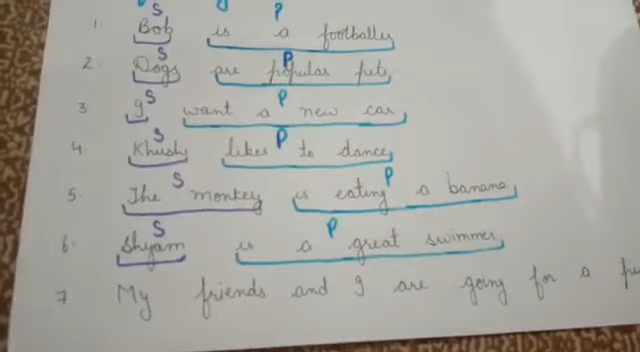 S P
1. Bob is a footballer
S P
2. Dogs are popular pets
S P
3 I want a new car
S P
4. Khushi likes to dance
S P
5. The monkey is eating a banana
S P
6. Shyam is a great swimmer
7 My friends and I are going for a